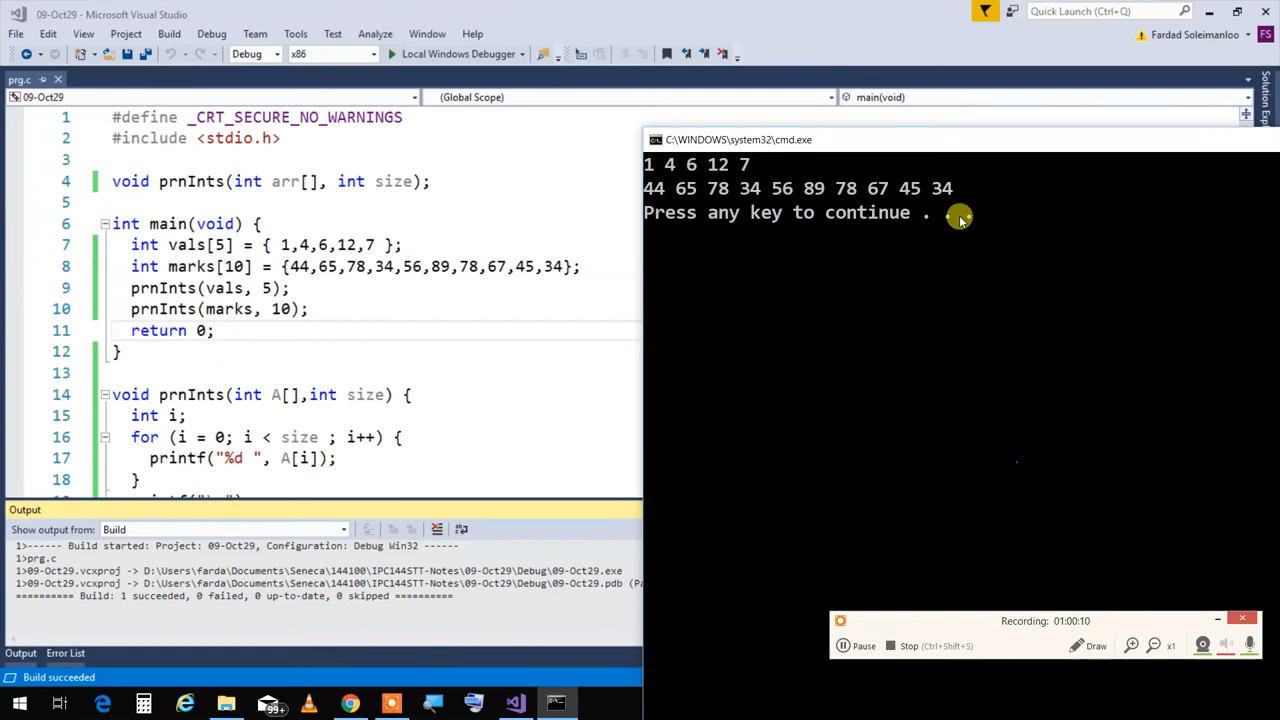 09-Oct29 - Microsoft Visual Studio
Quick Launch (Ctrl+Q)
File Edit View Project Build Debug Team Tools Test Analyze Window Help
Fardad Soleimanloo FS
Debug x86 Local Windows Debugger
prg.c
09-Oct29 (Global Scope) main(void)
Solution Exp
1 #define _CRT_SECURE_NO_WARNINGS
2 #include <stdio.h>
3
4 void prnInts(int arr[], int size);
5
6 int main(void) {
7 int vals[5] = { 1,4,6,12,7 };
8 int marks[10] = {44,65,78,34,56,89,78,67,45,34};
9 prnInts(vals, 5);
10 prnInts(marks, 10);
11 return 0;
12 }
13
14 void prnInts(int A[],int size) {
15 int i;
16 for (i = 0; i < size ; i++) {
17 printf("%d ", A[i]);
18 }
C:\WINDOWS\system32\cmd.exe
1 4 6 12 7
44 65 78 34 56 89 78 67 45 34
Press any key to continue . . .
Output
Show output from: Build
1>------ Build started: Project: 09-Oct29, Configuration: Debug Win32 ------
1>prg.c
1>09-Oct29.vcxproj -> D:\Users\farda\Documents\Seneca\144100\IPC144STT-Notes\09-Oct29\Debug\09-Oct29.exe
1>09-Oct29.vcxproj -> D:\Users\farda\Documents\Seneca\144100\IPC144STT-Notes\09-Oct29\Debug\09-Oct29.pdb (Pa
========== Build: 1 succeeded, 0 failed, 0 up-to-date, 0 skipped ==========
Output Error List
Build succeeded
Recording: 01:00:10
Pause Stop (Ctrl+Shift+S) Draw x1
99+